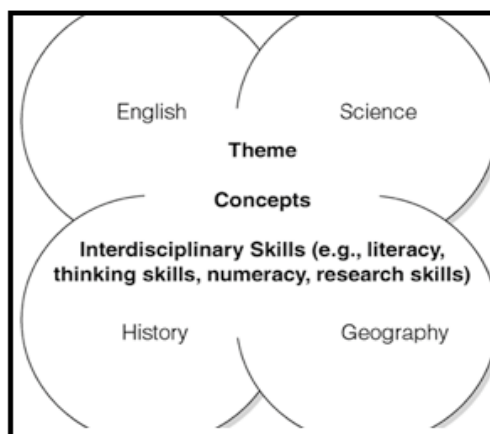 English
Science
Theme
Concepts
Interdisciplinary Skills (e.g., literacy,
thinking skills, numeracy, research skills)
History
Geography